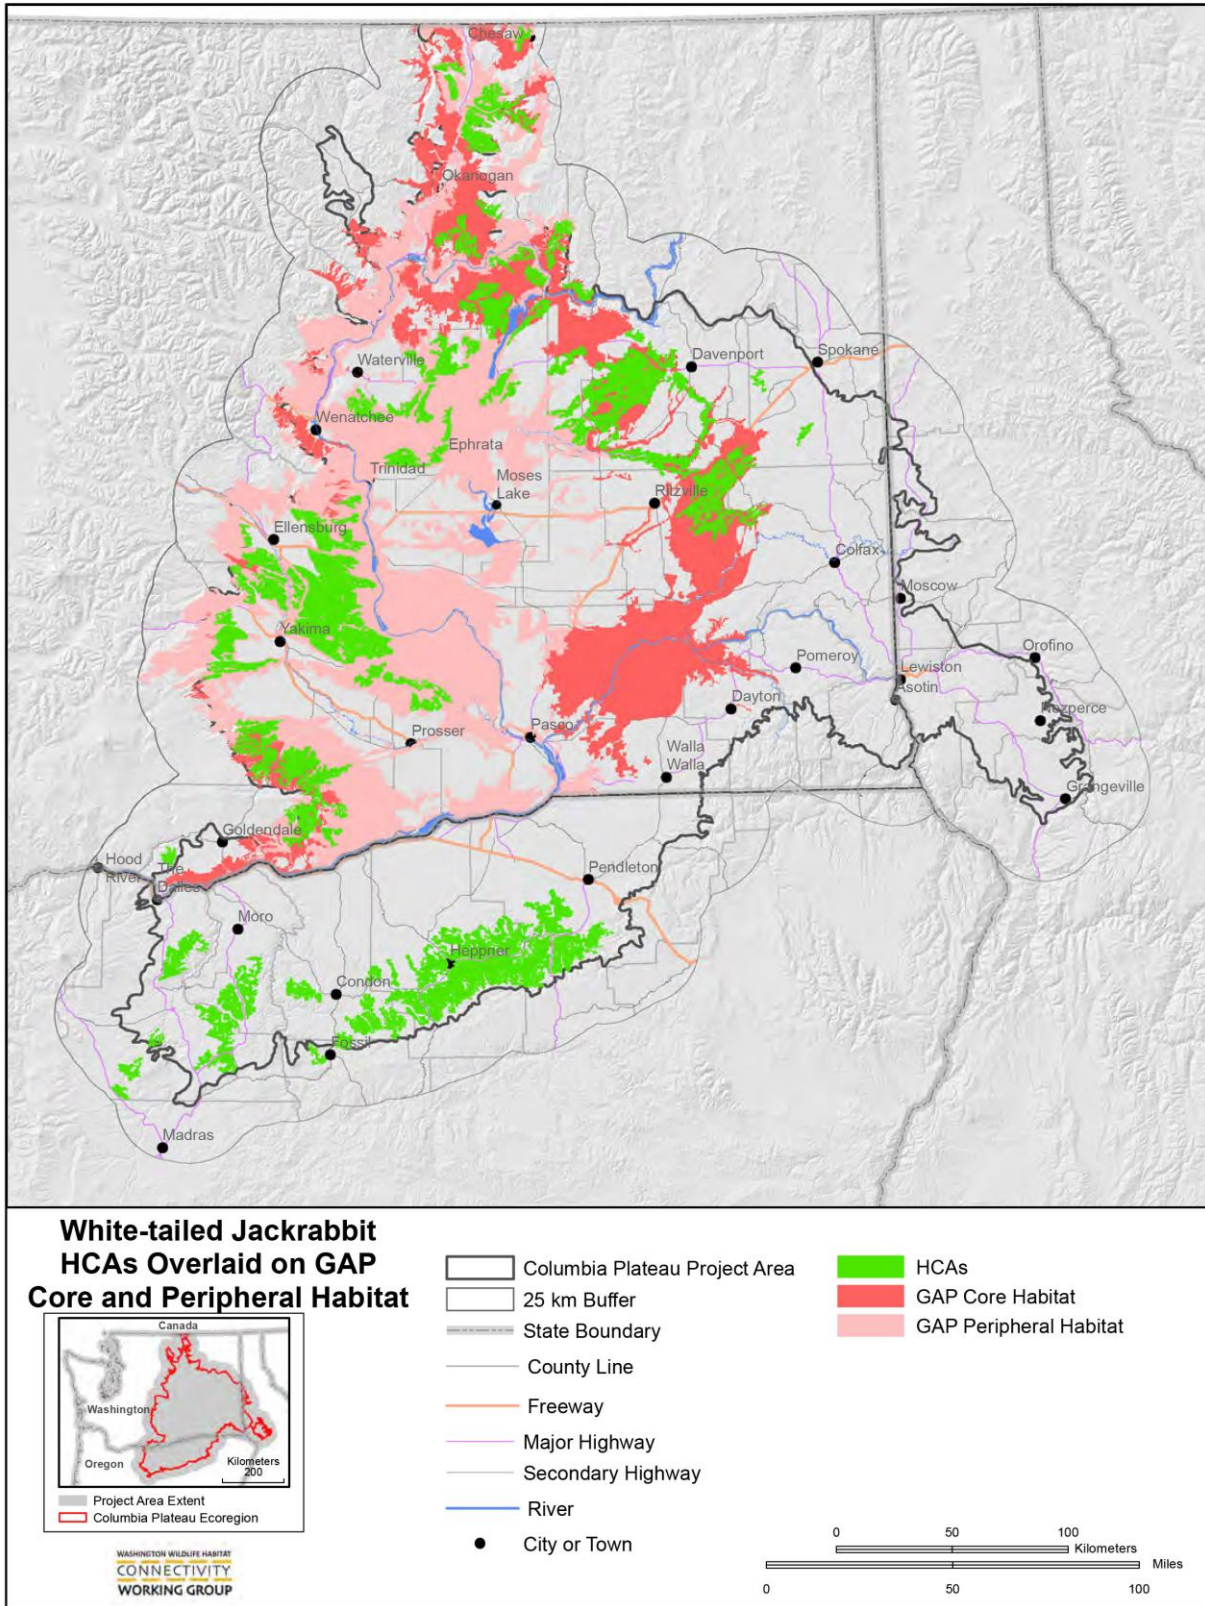 Chesaw
Okanogan
Waterville
Davenport
Spokane
Wenatchee
Ephrata
Trinidad
Moses
Lake
Ritzville
Ellensburg
Colfax
Moscow
Yakima
Orofino
Pomeroy
Lewiston
Asotin
Dayton
Nezperce
Prosser
Pasco
Walla
Walla
Grangeville
Goldendale
Hood
River
The
Dalles
Pendleton
Moro
Heppner
Condon
Fossil
Madras
White-tailed Jackrabbit
HCAs Overlaid on GAP
Core and Peripheral Habitat
Canada
Washington
Oregon
Kilometers
200
Project Area Extent
Columbia Plateau Ecoregion
WASHINGTON WILDLIFE HABITAT
CONNECTIVITY
WORKING GROUP
Columbia Plateau Project Area
25 km Buffer
State Boundary
County Line
Freeway
Major Highway
Secondary Highway
River
City or Town
HCAs
GAP Core Habitat
GAP Peripheral Habitat
0 50 100
Kilometers
Miles
0 50 100